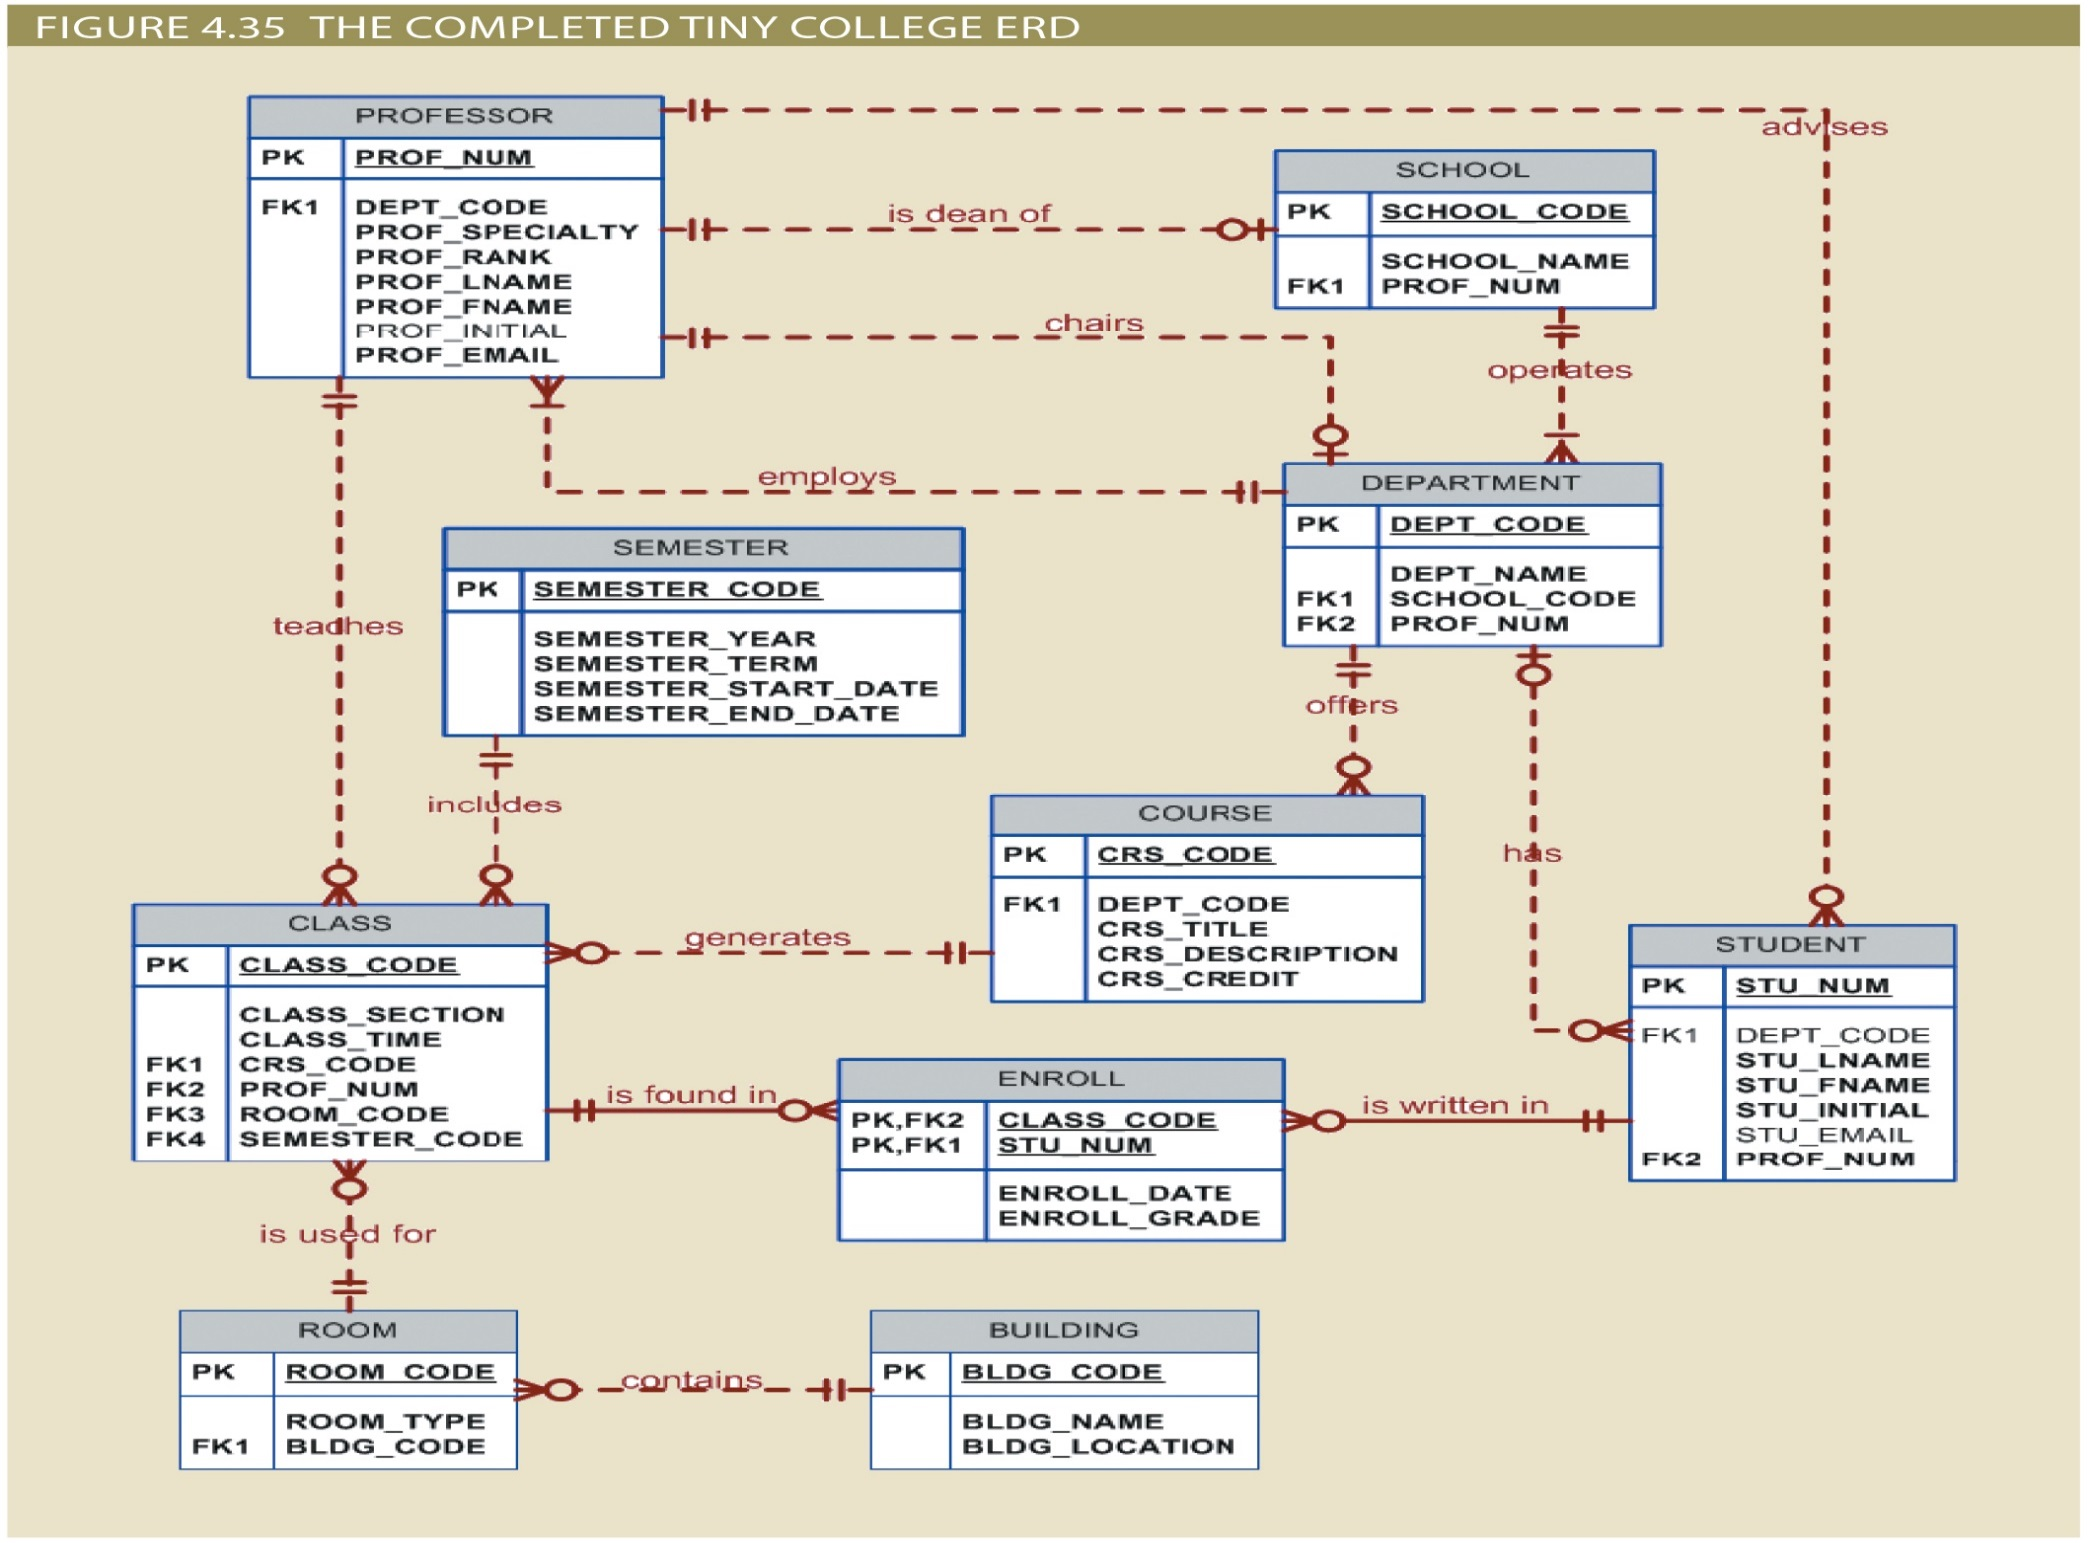 FIGURE 4.35 THE COMPLETED TINY COLLEGE ERD
PROFESSOR
PK PROF_NUM
FK1 DEPT_CODE
PROF_SPECIALTY
PROF_RANK
PROF_LNAME
PROF_FNAME
PROF_INITIAL
PROF_EMAIL
advises
is dean of
SCHOOL
PK SCHOOL_CODE
SCHOOL_NAME
FK1 PROF_NUM
chairs
operates
employs
DEPARTMENT
PK DEPT_CODE
DEPT_NAME
FK1 SCHOOL_CODE
FK2 PROF_NUM
teaches
SEMESTER
PK SEMESTER_CODE
SEMESTER_YEAR
SEMESTER_TERM
SEMESTER_START_DATE
SEMESTER_END_DATE
includes
offers
has
COURSE
PK CRS_CODE
FK1 DEPT_CODE
CRS_TITLE
CRS_DESCRIPTION
CRS_CREDIT
CLASS
PK CLASS_CODE
CLASS_SECTION
CLASS_TIME
FK1 CRS_CODE
FK2 PROF_NUM
FK3 ROOM_CODE
FK4 SEMESTER_CODE
generates
STUDENT
PK STU_NUM
FK1 DEPT_CODE
STU_LNAME
STU_FNAME
STU_INITIAL
STU_EMAIL
FK2 PROF_NUM
is found in
ENROLL
PK,FK2 CLASS_CODE
PK,FK1 STU_NUM
ENROLL_DATE
ENROLL_GRADE
is written in
is used for
ROOM
PK ROOM_CODE
ROOM_TYPE
FK1 BLDG_CODE
contains
BUILDING
PK BLDG_CODE
BLDG_NAME
BLDG_LOCATION